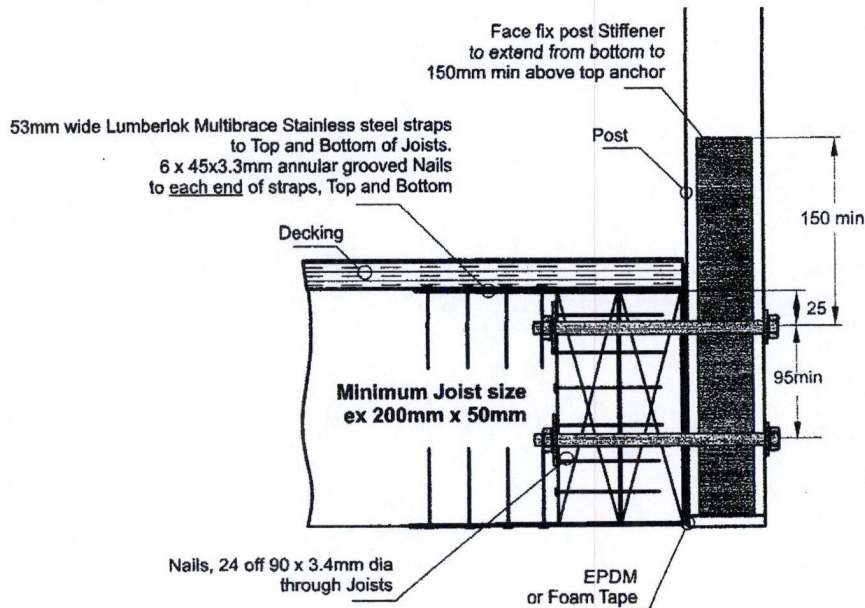 Face fix post Stiffener
to extend from bottom to
150mm min above top anchor
53mm wide Lumberlok Multibrace Stainless steel straps
to Top and Bottom of Joists.
6 x 45x3.3mm annular grooved Nails
to each end of straps, Top and Bottom
Post
150 min
Decking
25
95min
Minimum Joist size
ex 200mm x 50mm
Nails, 24 off 90 x 3.4mm dia
through Joists
EPDM
or Foam Tape